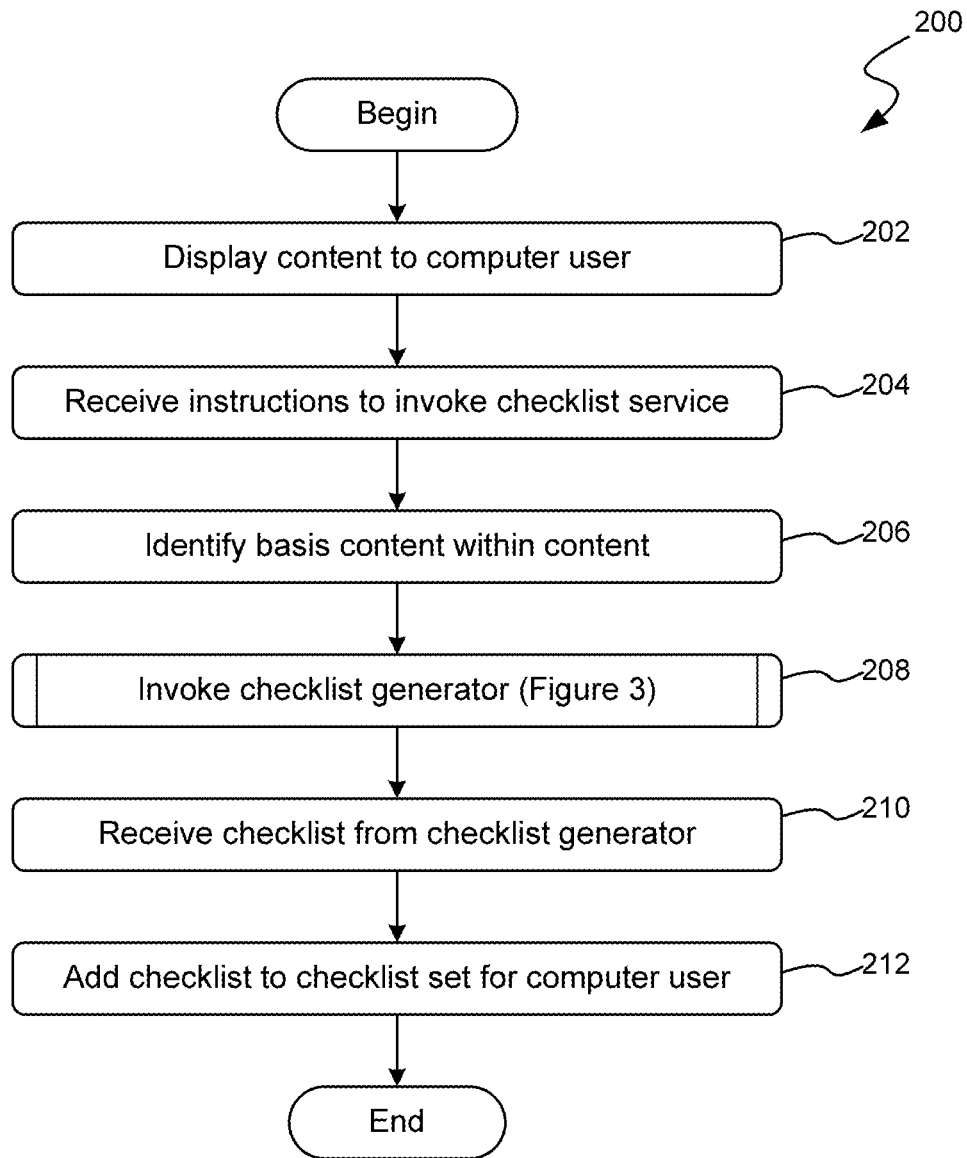 200
Begin
Display content to computer user
202
Receive instructions to invoke checklist service
204
Identify basis content within content
206
Invoke checklist generator (Figure 3)
208
Receive checklist from checklist generator
210
Add checklist to checklist set for computer user
212
End